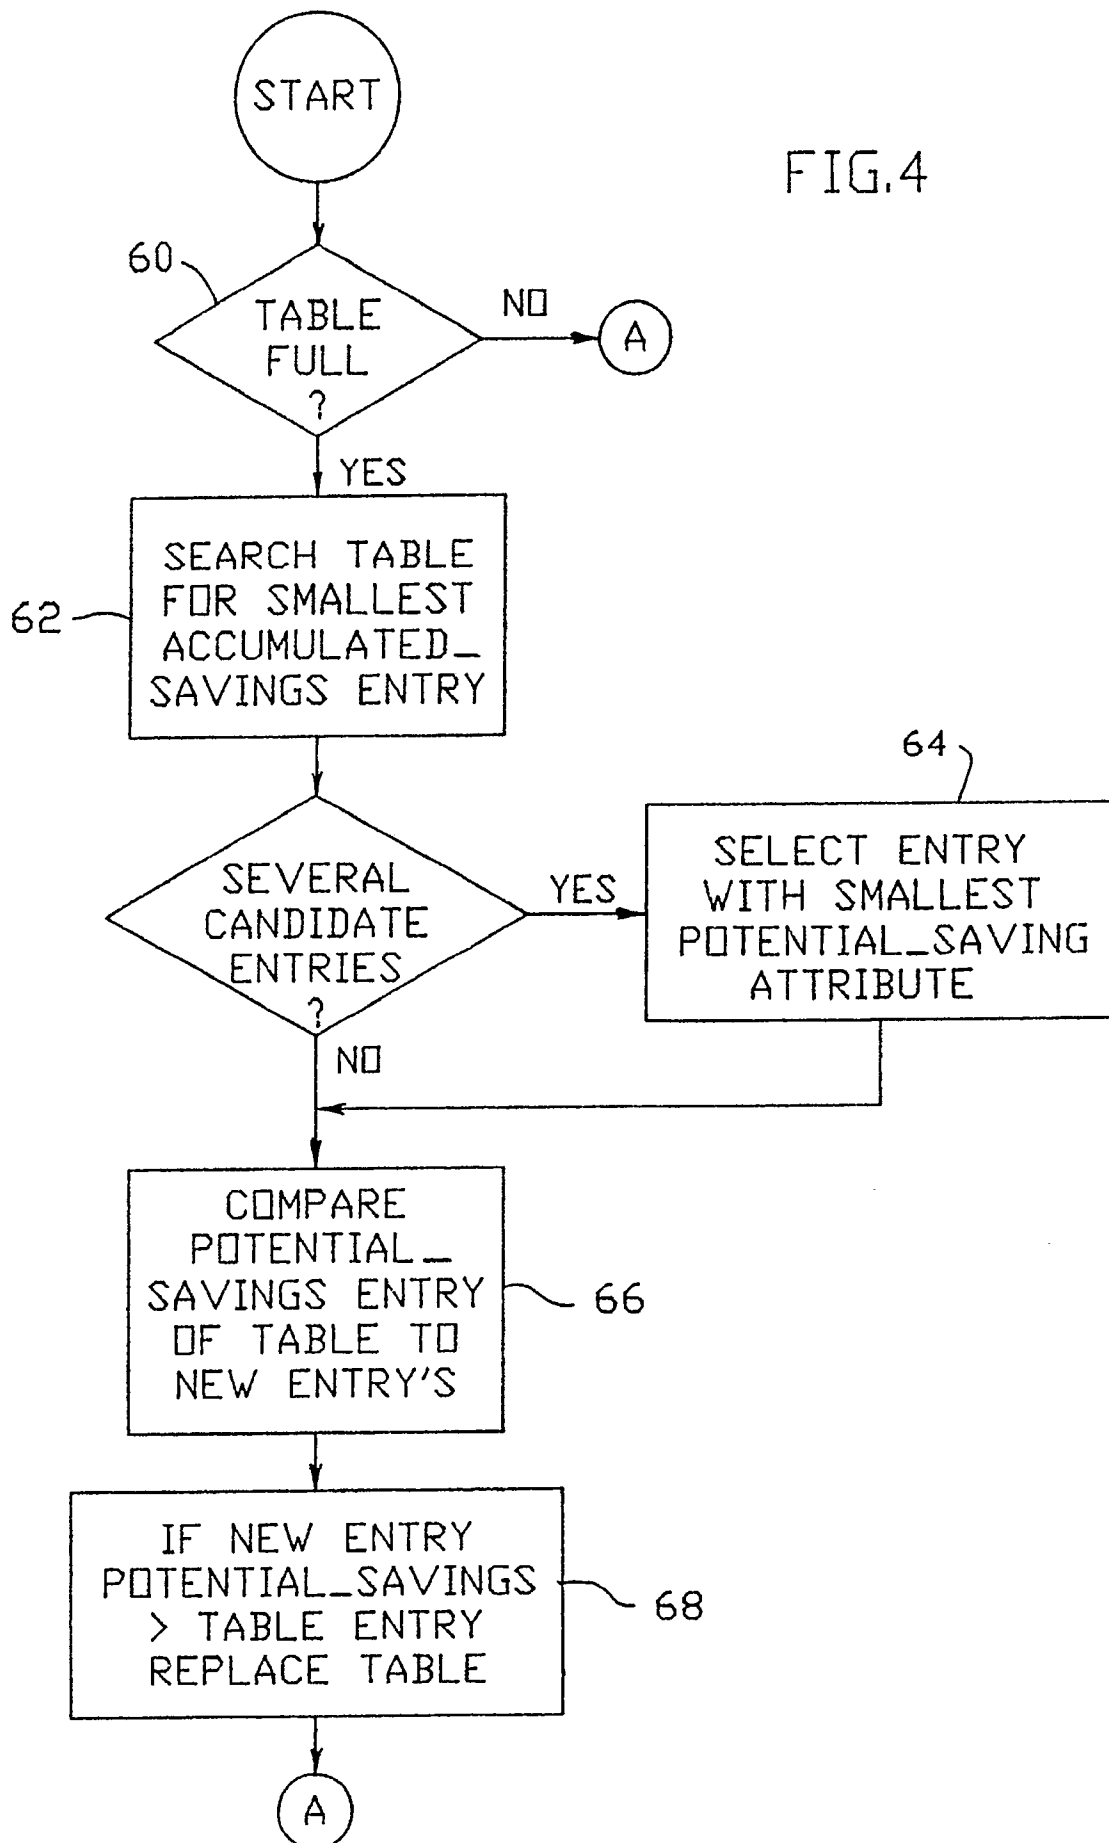 START
FIG.4
60
TABLE
FULL
?
NO
A
YES
SEARCH TABLE
FOR SMALLEST
ACCUMULATED_
SAVINGS ENTRY
62
64
SEVERAL
CANDIDATE
ENTRIES
?
YES
SELECT ENTRY
WITH SMALLEST
POTENTIAL_SAVING
ATTRIBUTE
NO
COMPARE
POTENTIAL_
SAVINGS ENTRY
OF TABLE TO
NEW ENTRY'S
66
IF NEW ENTRY
POTENTIAL_SAVINGS
> TABLE ENTRY
REPLACE TABLE
68
A